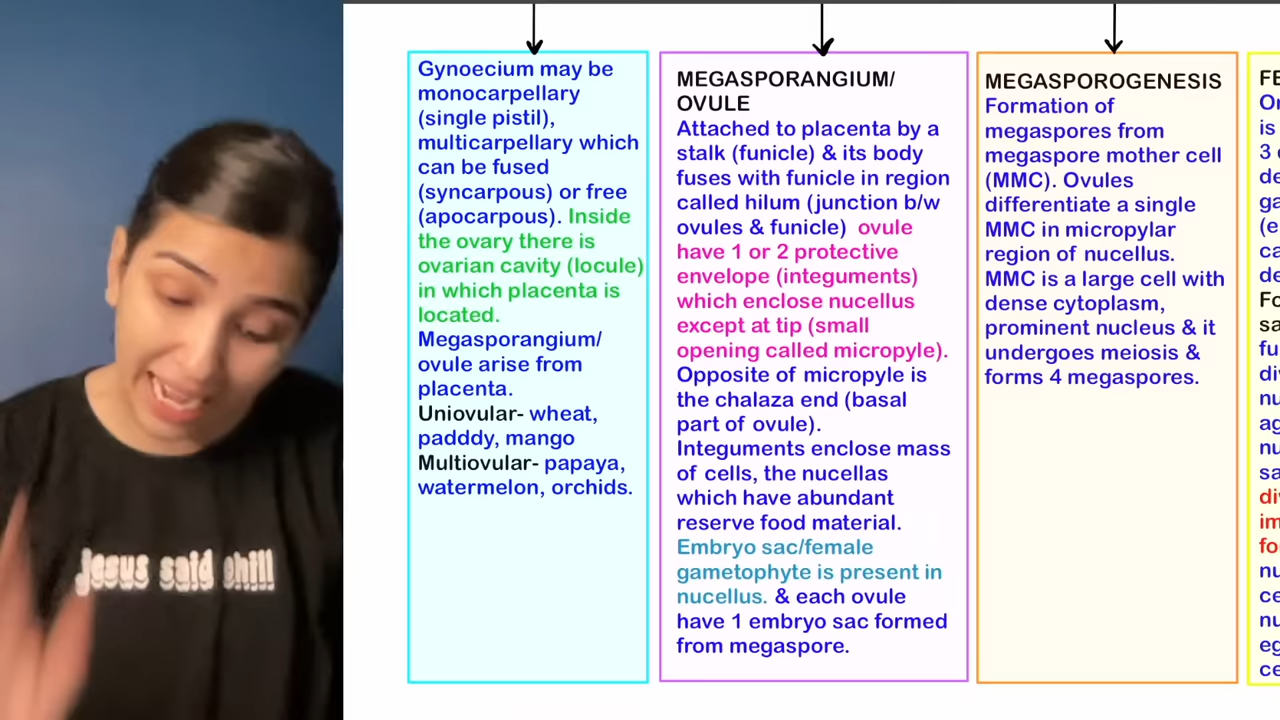 Gynoecium may be
monocarpellary
(single pistil),
multicarpellary which
can be fused
(syncarpous) or free
(apocarpous). Inside
the ovary there is
ovarian cavity (locule)
in which placenta is
located.
Megasporangium/
ovule arise from
placenta.
Uniovular- wheat,
padddy, mango
Multiovular- papaya,
watermelon, orchids.
MEGASPORANGIUM/
OVULE
Attached to placenta by a
stalk (funicle) & its body
fuses with funicle in region
called hilum (junction b/w
ovules & funicle) ovule
have 1 or 2 protective
envelope (integuments)
which enclose nucellus
except at tip (small
opening called micropyle).
Opposite of micropyle is
the chalaza end (basal
part of ovule).
Integuments enclose mass
of cells, the nucellas
which have abundant
reserve food material.
Embryo sac/female
gametophyte is present in
nucellus. & each ovule
have 1 embryo sac formed
from megaspore.
MEGASPOROGENESIS
Formation of
megaspores from
megaspore mother cell
(MMC). Ovules
differentiate a single
MMC in micropylar
region of nucellus.
MMC is a large cell with
dense cytoplasm,
prominent nucleus & it
undergoes meiosis &
forms 4 megaspores.
is
3
jesus said chill